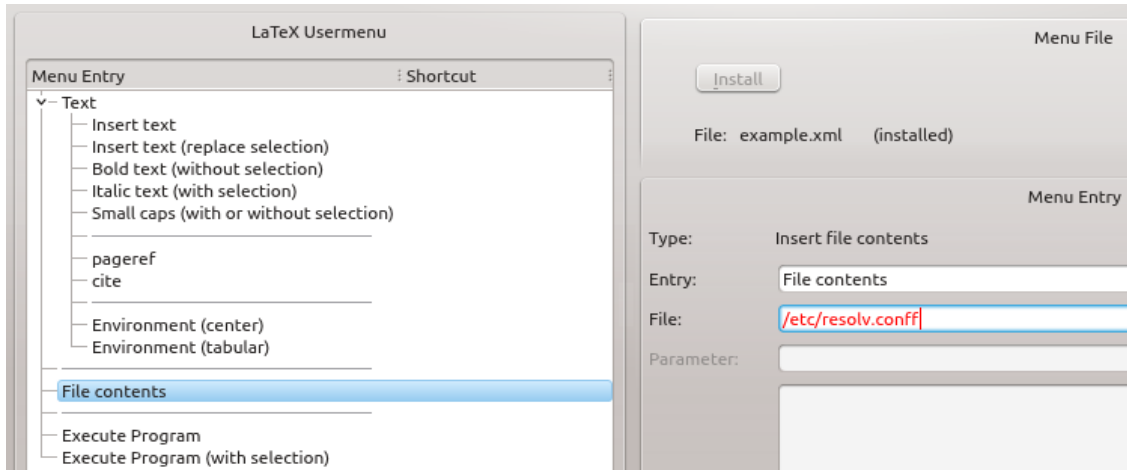 LaTeX Usermenu
Menu Entry Shortcut
Text
Insert text
Insert text (replace selection)
Bold text (without selection)
Italic text (with selection)
Small caps (with or without selection)
pageref
cite
Environment (center)
Environment (tabular)
File contents
Execute Program
Execute Program (with selection)
Menu File
Install
File: example.xml (installed)
Menu Entry
Type: Insert file contents
Entry: File contents
File: /etc/resolv.conff
Parameter: